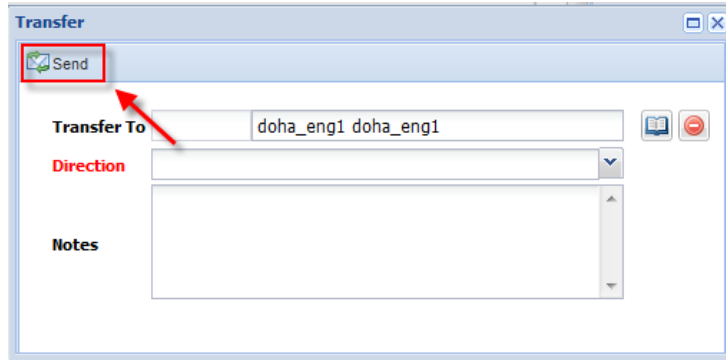 Transfer
Send
Transfer To doha_eng1 doha_eng1
Direction
Notes